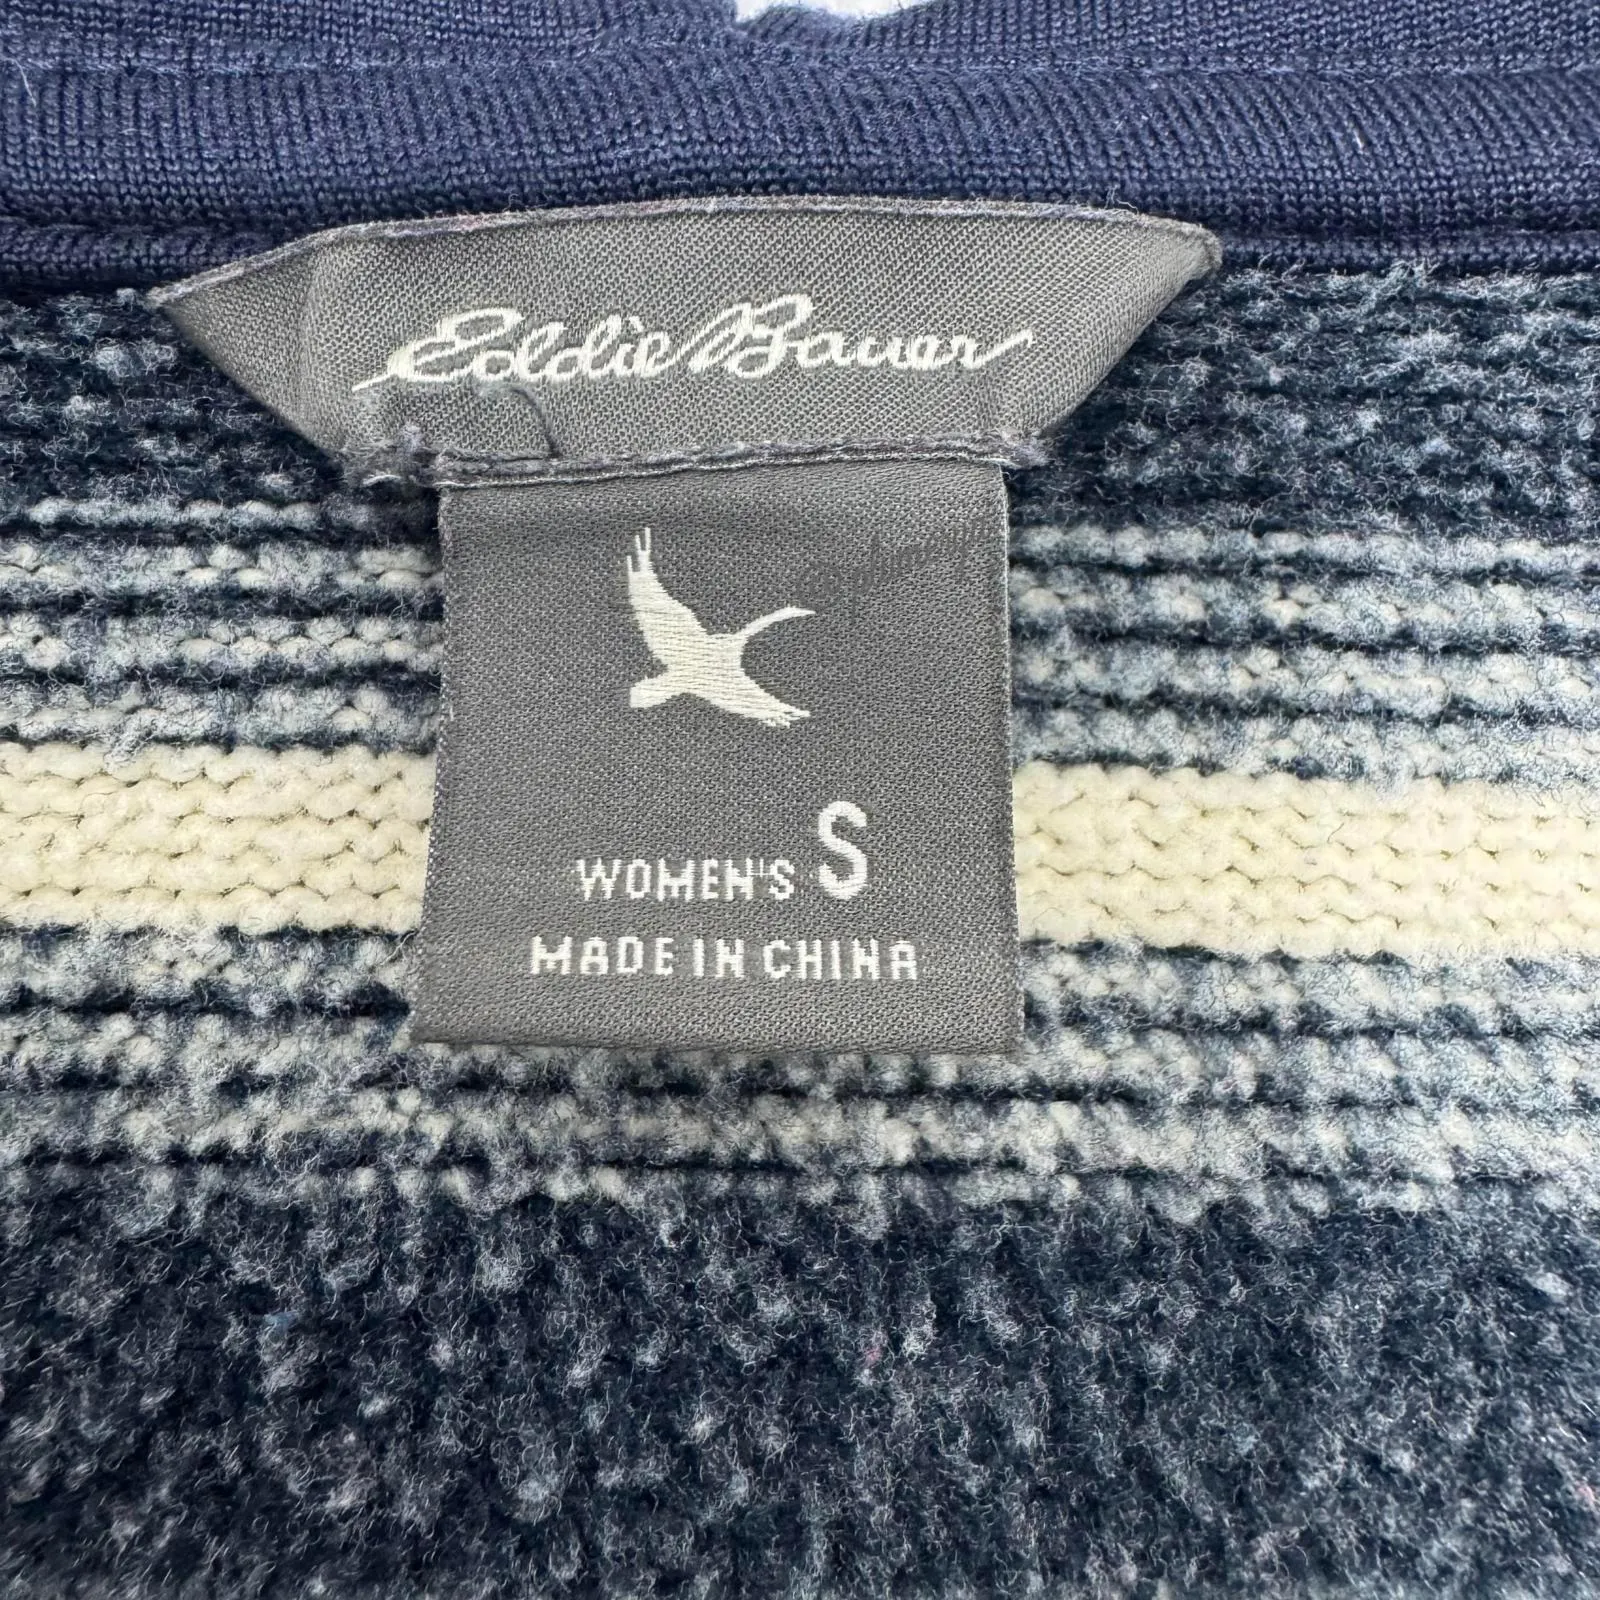 Eddie Bauer
WOMEN'S S
MADE IN CHINA